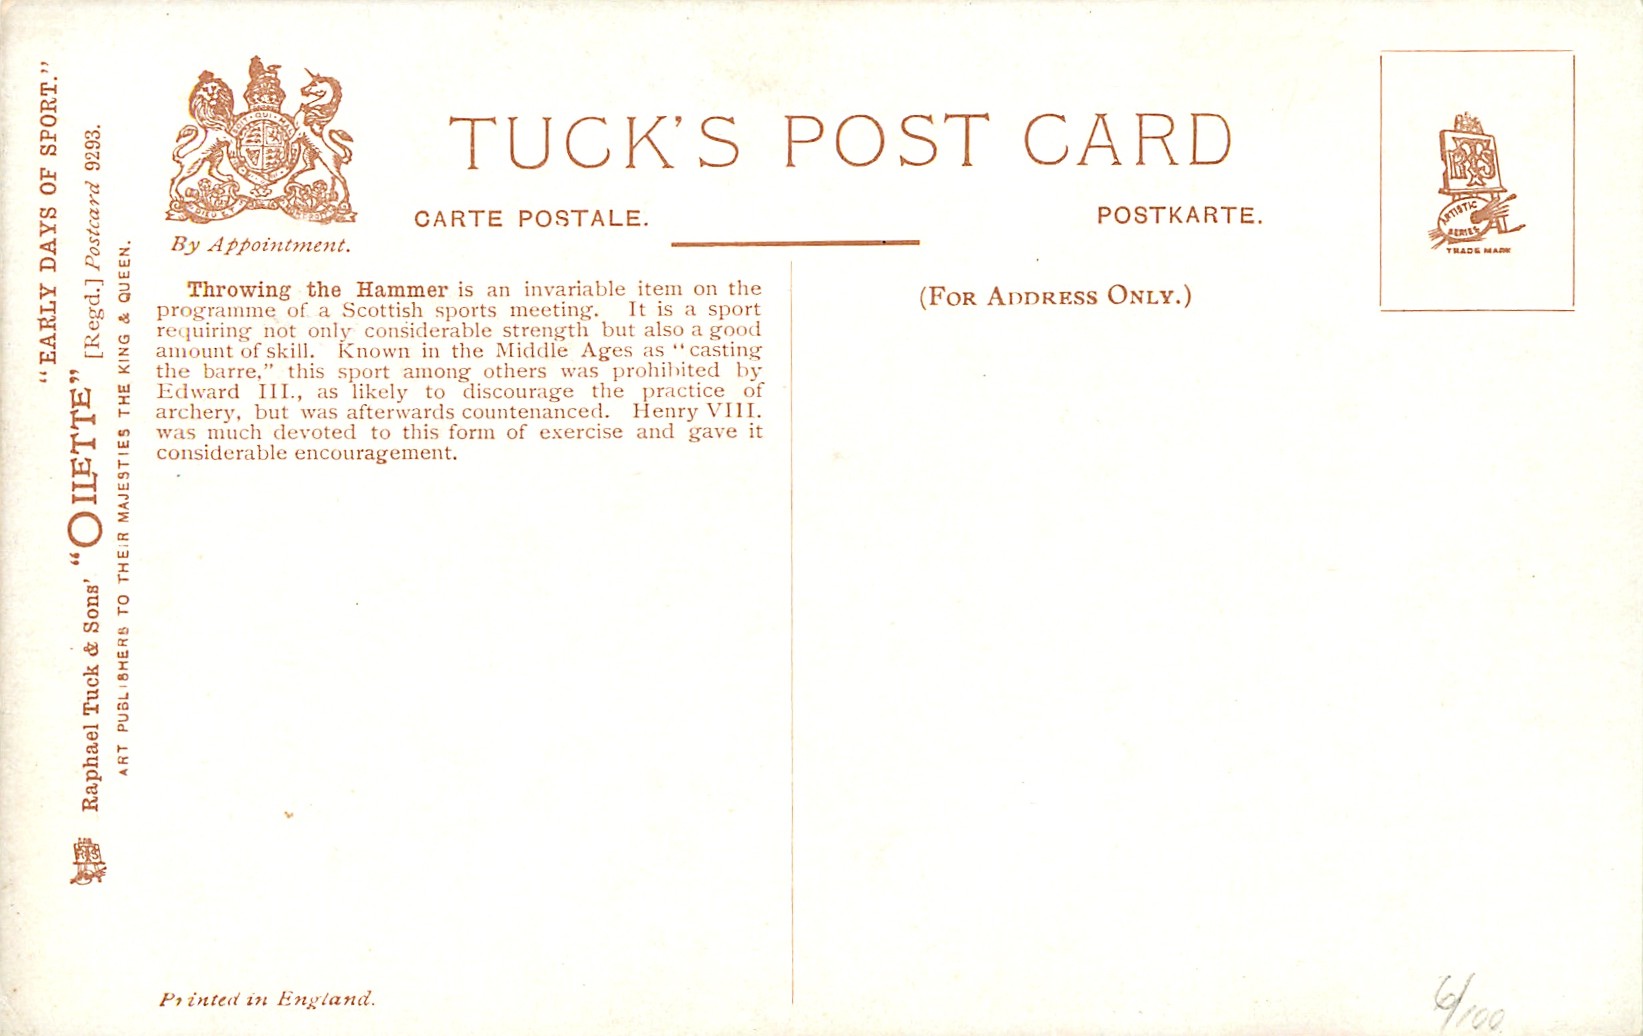 "EARLY DAYS OF SPORT."
[Regd.] Postcard 9293.
Raphael Tuck & Sons' "OILETTE"
ART PUBLISHERS TO THEIR MAJESTIES THE KING & QUEEN.
By Appointment.
TUCK'S POST CARD
CARTE POSTALE.
POSTKARTE.
ARTISTIC
SERIES
TRADE MARK
Throwing the Hammer is an invariable item on the
programme of a Scottish sports meeting. It is a sport
requiring not only considerable strength but also a good
amount of skill. Known in the Middle Ages as "casting
the barre," this sport among others was prohibited by
Edward III., as likely to discourage the practice of
archery, but was afterwards countenanced. Henry VIII.
was much devoted to this form of exercise and gave it
considerable encouragement.
(FOR ADDRESS ONLY.)
Printed in England.
6/100